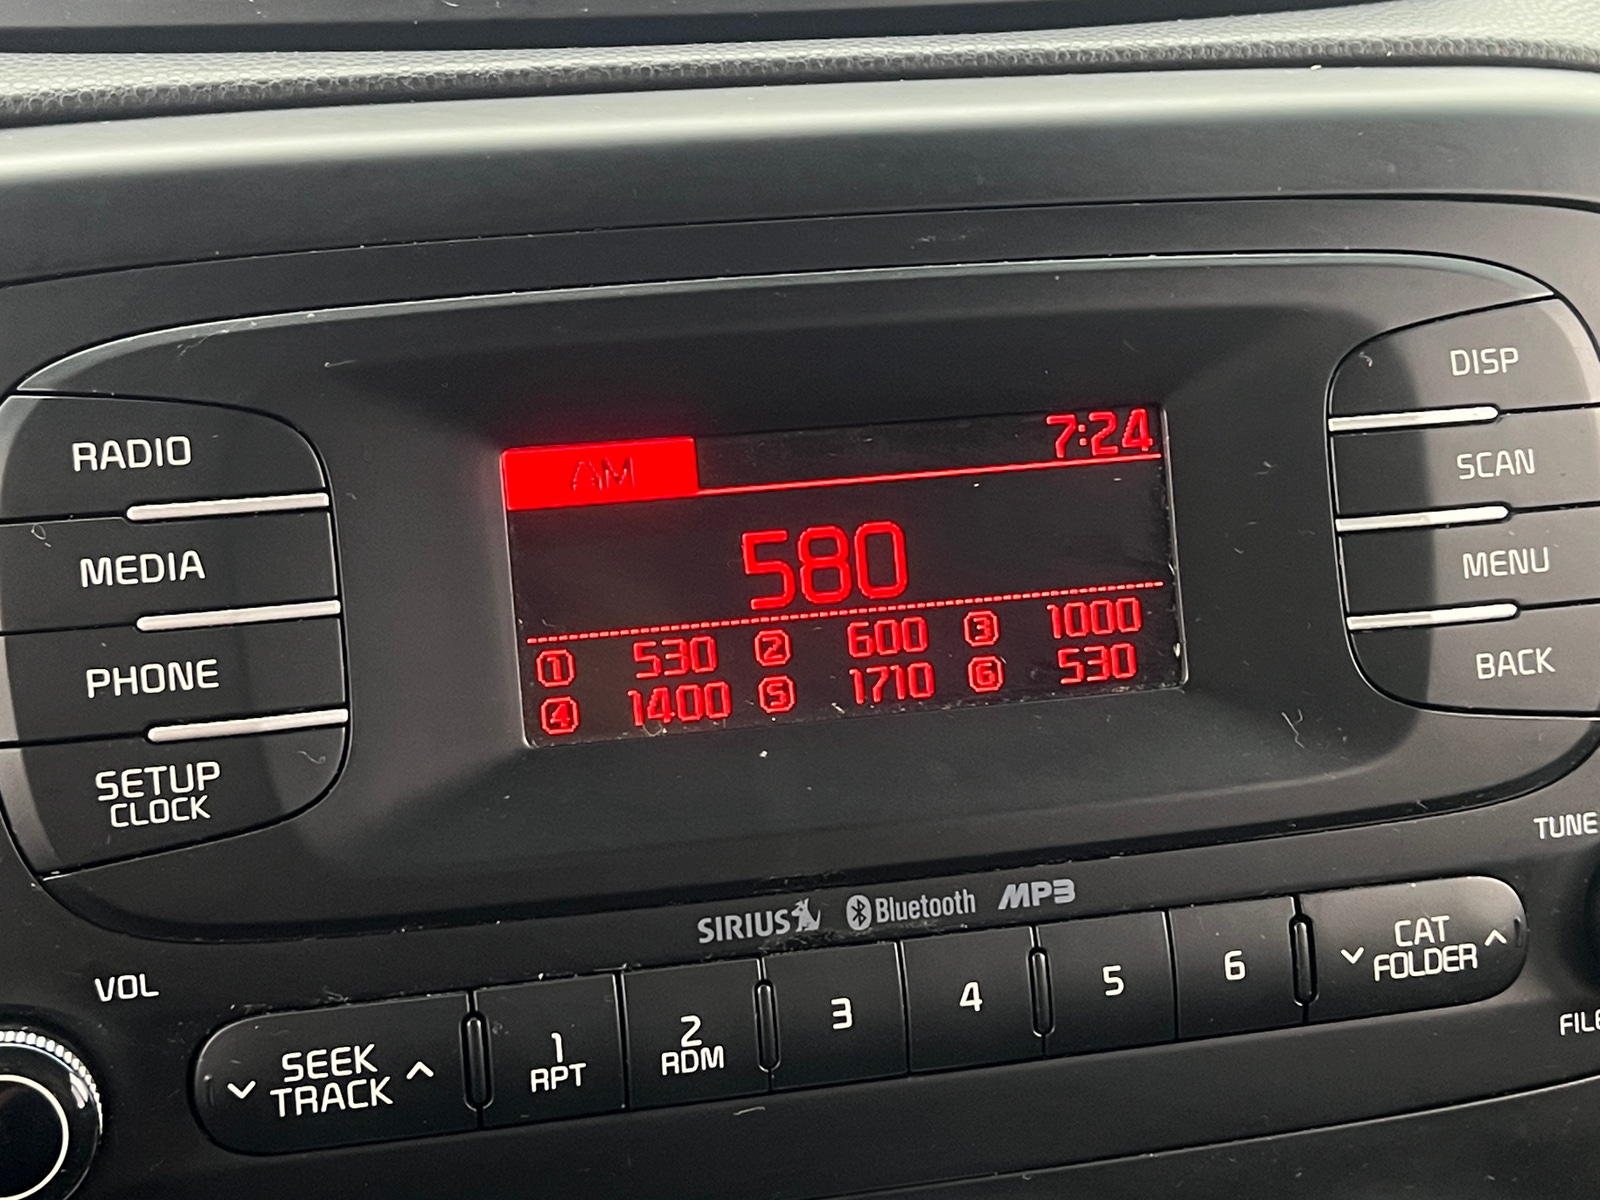 RADIO
MEDIA
PHONE
SETUP
CLOCK
AM 7:24
580
1 530 2 600 3 1000
4 1400 5 1710 6 530
DISP
SCAN
MENU
BACK
SIRIUS Bluetooth MP3
VOL
TUNE
SEEK
TRACK
1
RPT
2
RDM
3
4
5
6
CAT
FOLDER